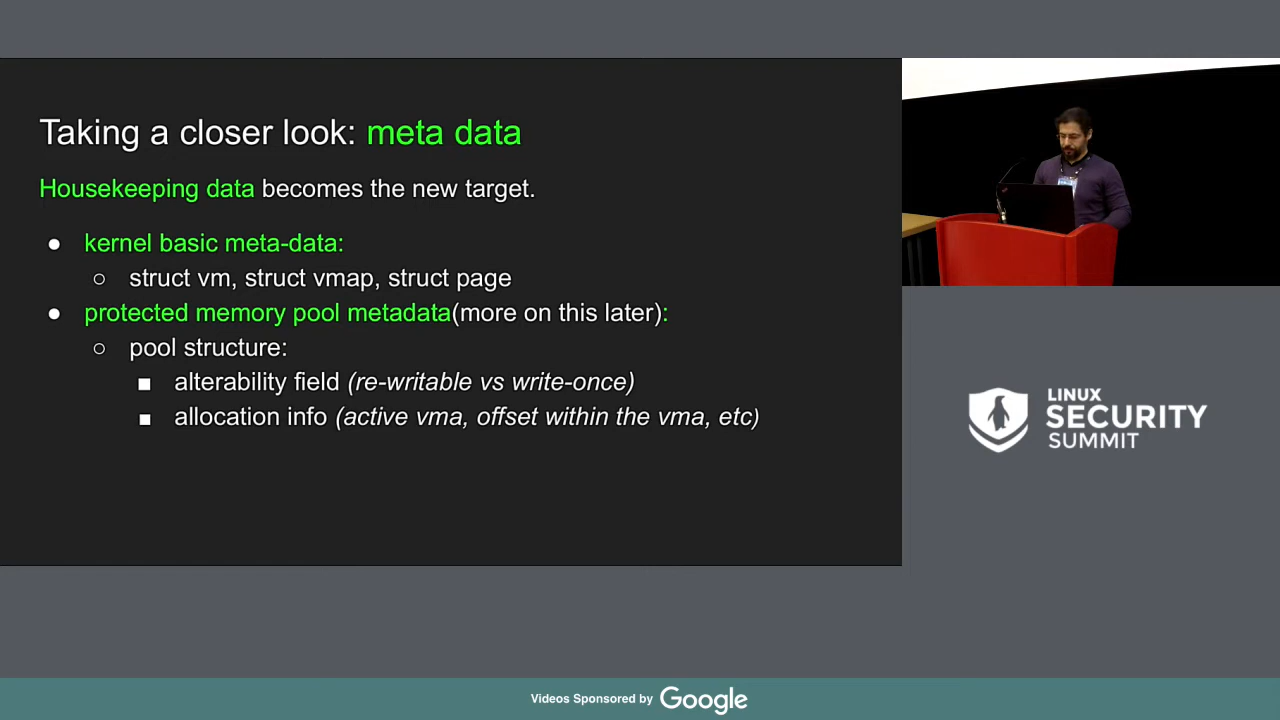 Taking a closer look: meta data
Housekeeping data becomes the new target.
● kernel basic meta-data:
○ struct vm, struct vmap, struct page
● protected memory pool metadata(more on this later):
○ pool structure:
■ alterability field (re-writable vs write-once)
■ allocation info (active vma, offset within the vma, etc)
LINUX
SECURITY
SUMMIT
Videos Sponsored by Google